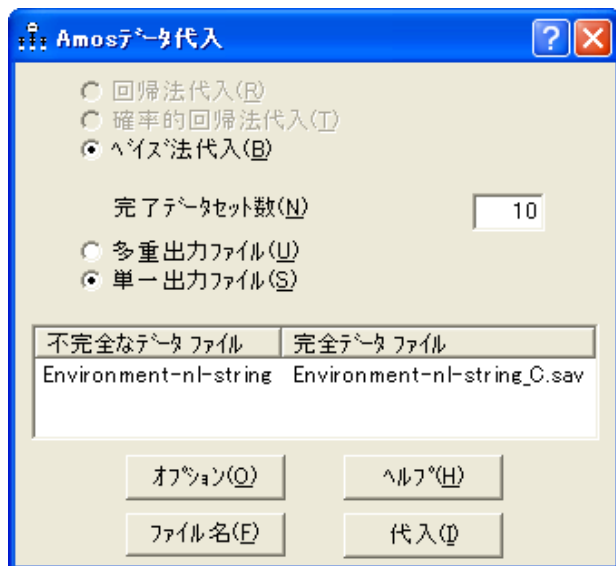 Amosﾃﾞｰﾀ代入
回帰法代入(R)
確率的回帰法代入(T)
ﾍﾞｲｽﾞ法代入(B)
完了ﾃﾞｰﾀｾｯﾄ数(N) 10
多重出力ﾌｧｲﾙ(U)
単一出力ﾌｧｲﾙ(S)
不完全なﾃﾞｰﾀ ﾌｧｲﾙ 完全ﾃﾞｰﾀ ﾌｧｲﾙ
Environment-nl-string Environment-nl-string_C.sav
ｵﾌﾟｼｮﾝ(O) ﾍﾙﾌﾟ(H)
ﾌｧｲﾙ名(F) 代入(I)